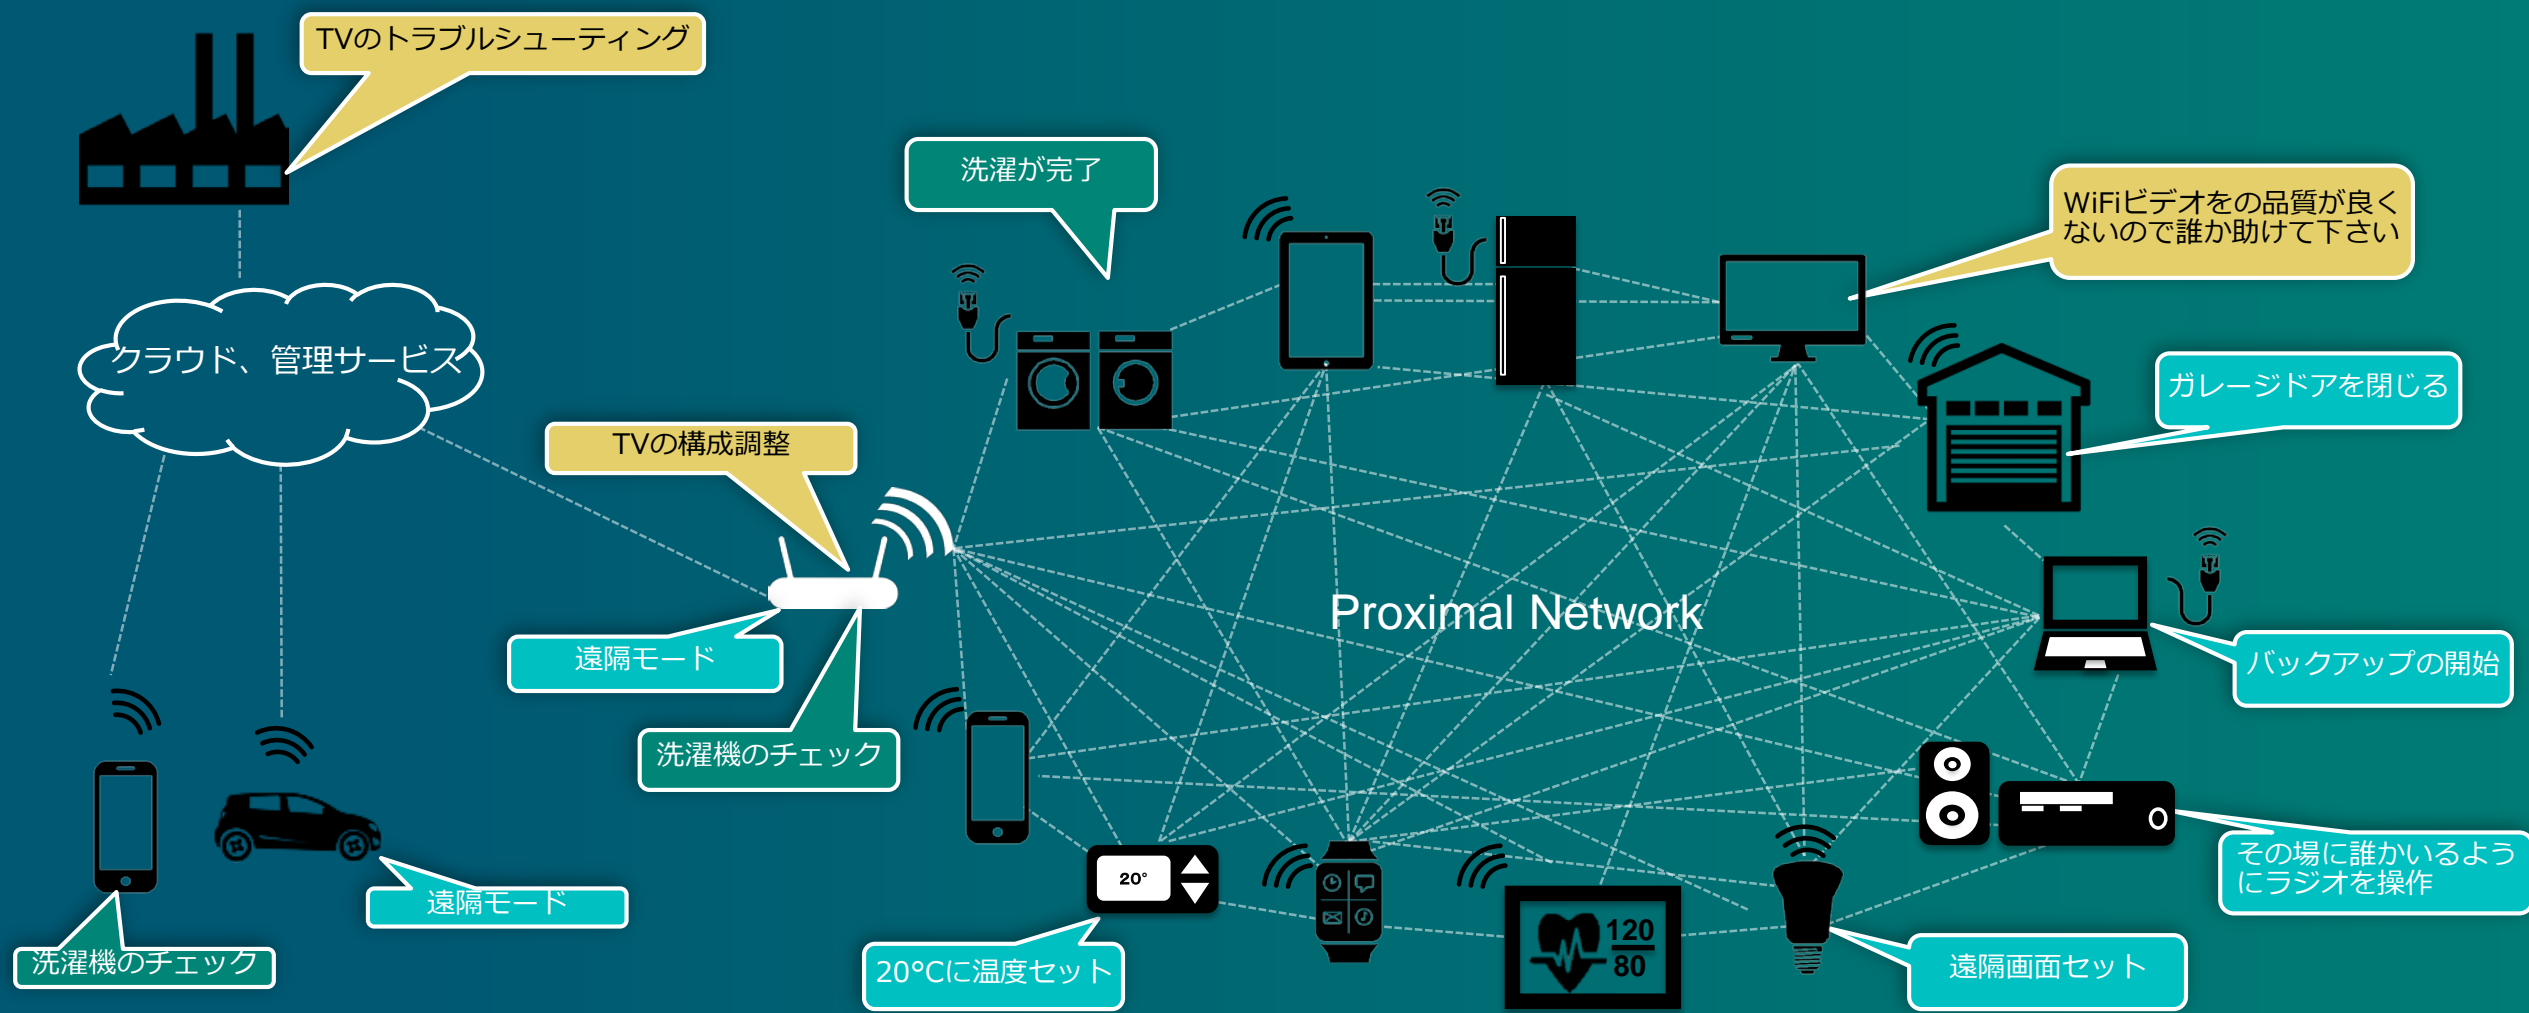 TVのトラブルシューティング
洗濯が完了
WiFiビデオをの品質が良く
ないので誰か助けて下さい
クラウド、管理サービス
ガレージドアを閉じる
TVの構成調整
Proximal Network
遠隔モード
バックアップの開始
洗濯機のチェック
その場に誰かいるよう
にラジオを操作
20°
遠隔モード
120
80
洗濯機のチェック
20°Cに温度セット
遠隔画面セット